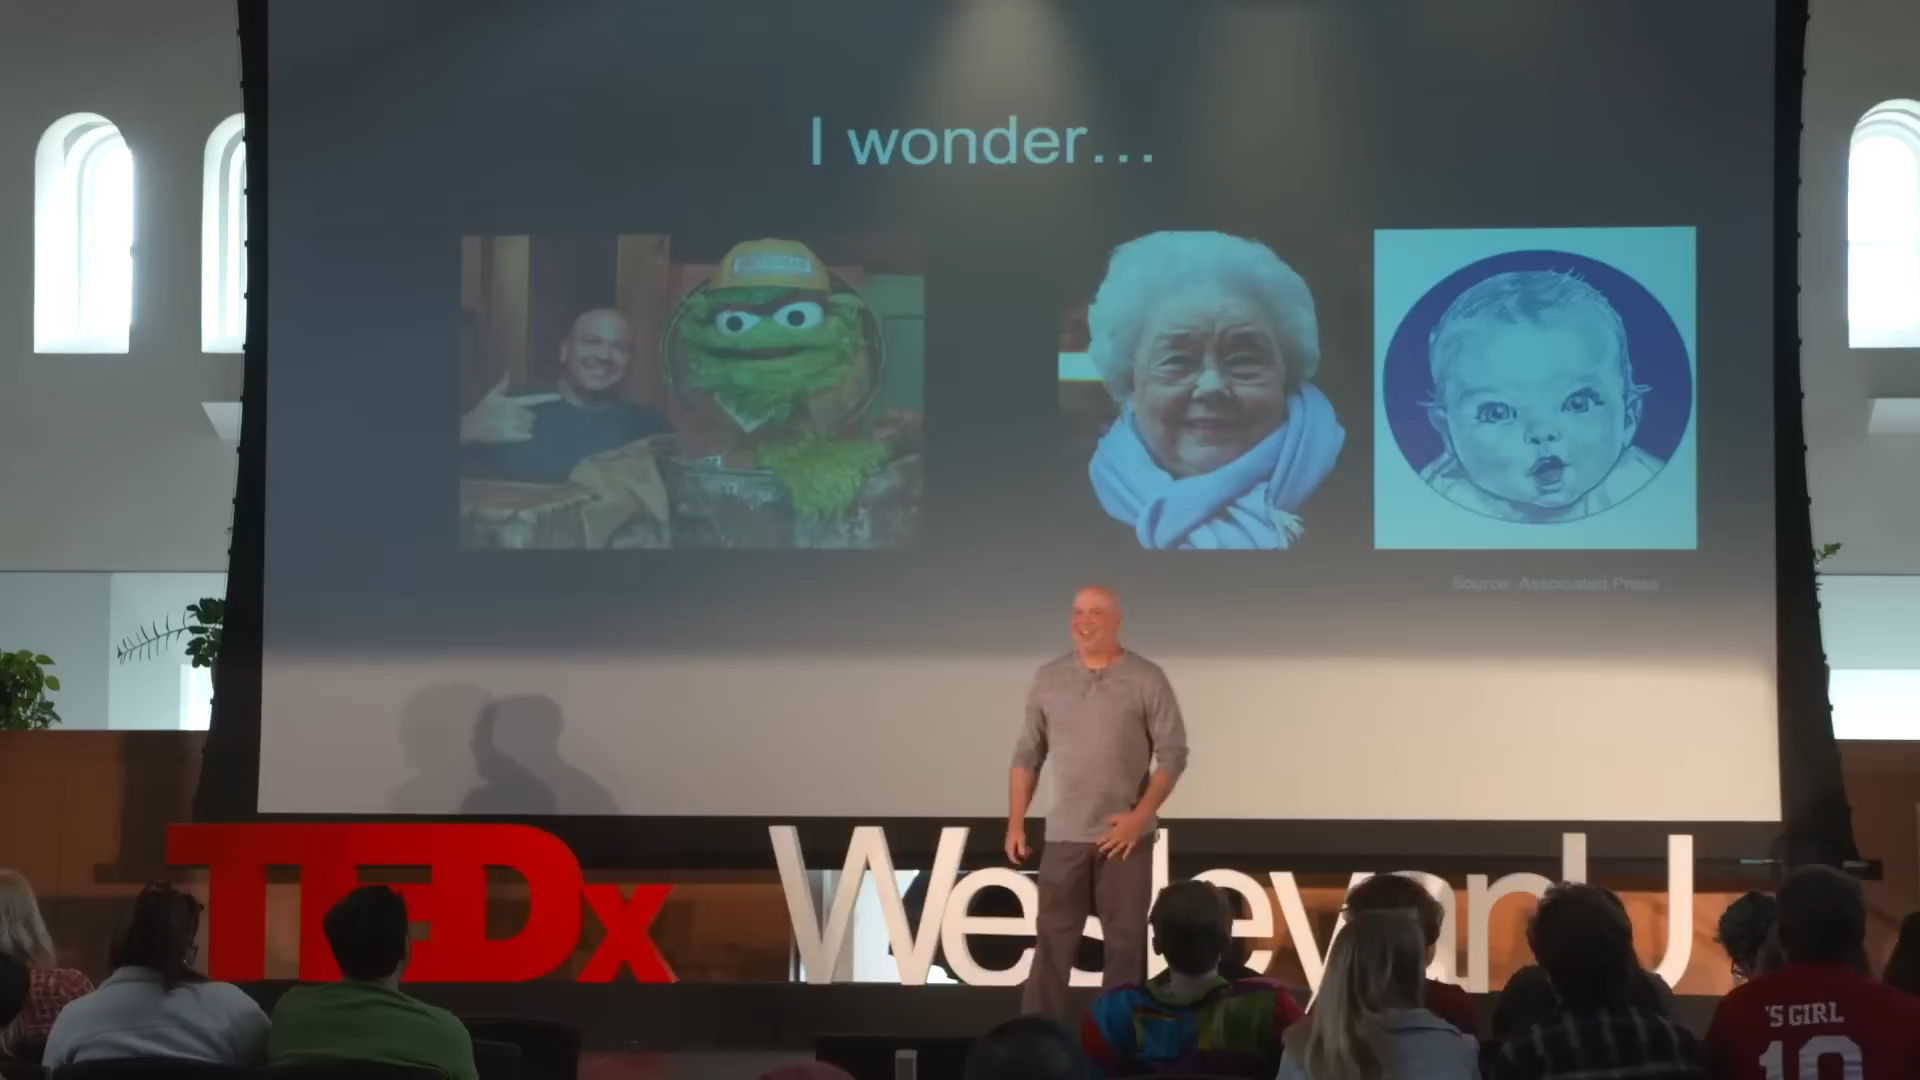 I wonder...
Source: Associated Press
TEDx WesleyanU
'S GIRL
10